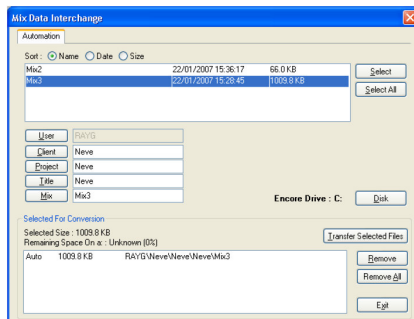 Mix Data Interchange
Automation
Sort : Name Date Size
Mix2 22/01/2007 15:36:17 66.0 KB
Mix3 22/01/2007 15:28:45 1009.8 KB
Select
Select All
User RAYG
Client Neve
Project Neve
Title Neve
Mix Mix3
Encore Drive : C: Disk
Selected For Conversion
Selected Size : 1009.8 KB
Remaining Space On a: : Unknown (0%)
Transfer Selected Files
Auto 1009.8 KB RAYG\Neve\Neve\Neve\Mix3
Remove
Remove All
Exit